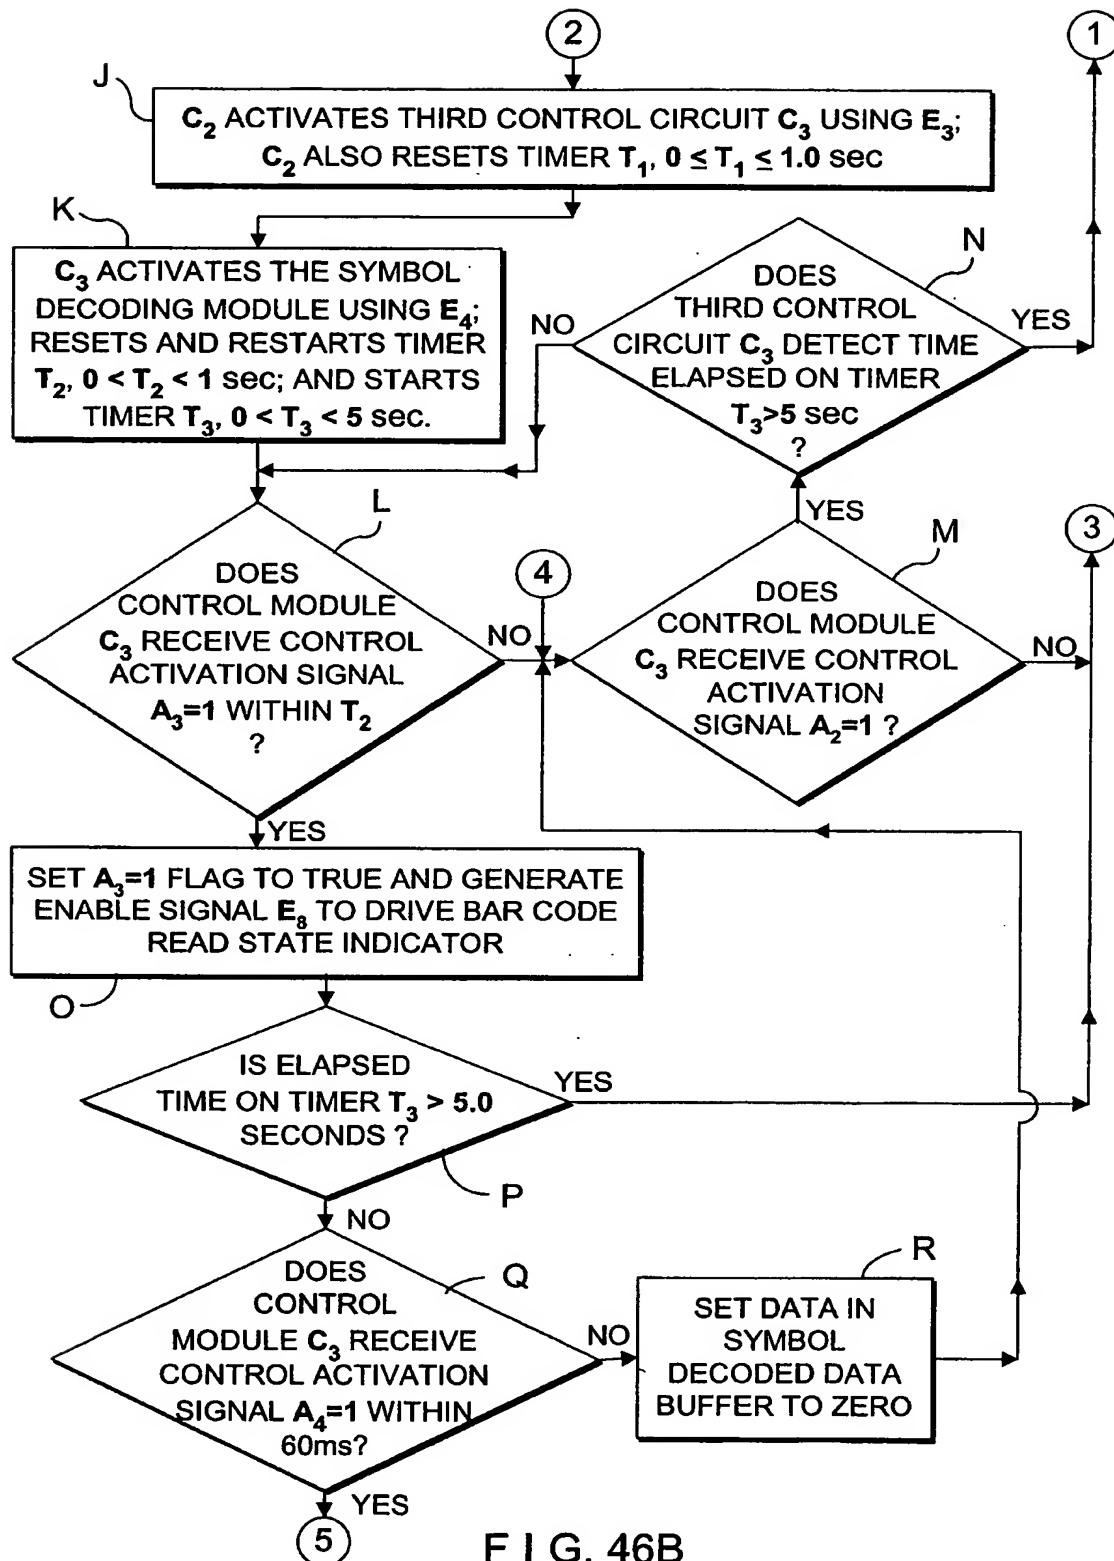 2
1
J
C₂ ACTIVATES THIRD CONTROL CIRCUIT C₃ USING E₃;
C₂ ALSO RESETS TIMER T₁, 0 ≤ T₁ ≤ 1.0 sec
K
C₃ ACTIVATES THE SYMBOL
DECODING MODULE USING E₄;
RESETS AND RESTARTS TIMER
T₂, 0 < T₂ < 1 sec; AND STARTS
TIMER T₃, 0 < T₃ < 5 sec.
N
DOES
THIRD CONTROL
CIRCUIT C₃ DETECT TIME
ELAPSED ON TIMER
T₃>5 sec
?
NO
YES
L
DOES
CONTROL MODULE
C₃ RECEIVE CONTROL
ACTIVATION SIGNAL
A₃=1 WITHIN T₂
?
NO
YES
4
M
YES
DOES
CONTROL MODULE
C₃ RECEIVE CONTROL
ACTIVATION
SIGNAL A₂=1 ?
NO
3
SET A₃=1 FLAG TO TRUE AND GENERATE
ENABLE SIGNAL E₈ TO DRIVE BAR CODE
READ STATE INDICATOR
O
IS ELAPSED
TIME ON TIMER T₃ > 5.0
SECONDS ?
YES
P
NO
DOES
CONTROL
MODULE C₃ RECEIVE
CONTROL ACTIVATION
SIGNAL A₄=1 WITHIN
60ms?
Q
NO
R
SET DATA IN
SYMBOL
DECODED DATA
BUFFER TO ZERO
YES
5
F I G. 46B